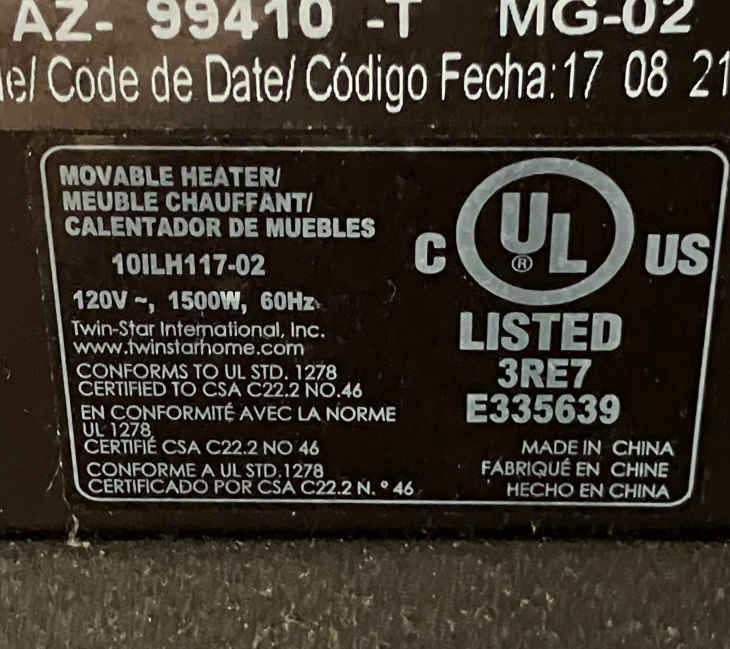 AZ- 99410 -T MG-02
e/ Code de Date/ Código Fecha:17 08 21
MOVABLE HEATER/
MEUBLE CHAUFFANT/
CALENTADOR DE MUEBLES
10ILH117-02
120V ~, 1500W, 60Hz
Twin-Star International, Inc.
www.twinstarhome.com
CONFORMS TO UL STD. 1278
CERTIFIED TO CSA C22.2 NO.46
EN CONFORMITÉ AVEC LA NORME
UL 1278
CERTIFIÉ CSA C22.2 NO 46
CONFORME A UL STD.1278
CERTIFICADO POR CSA C22.2 N. º 46
C UL ® US
LISTED
3RE7
E335639
MADE IN CHINA
FABRIQUÉ EN CHINE
HECHO EN CHINA